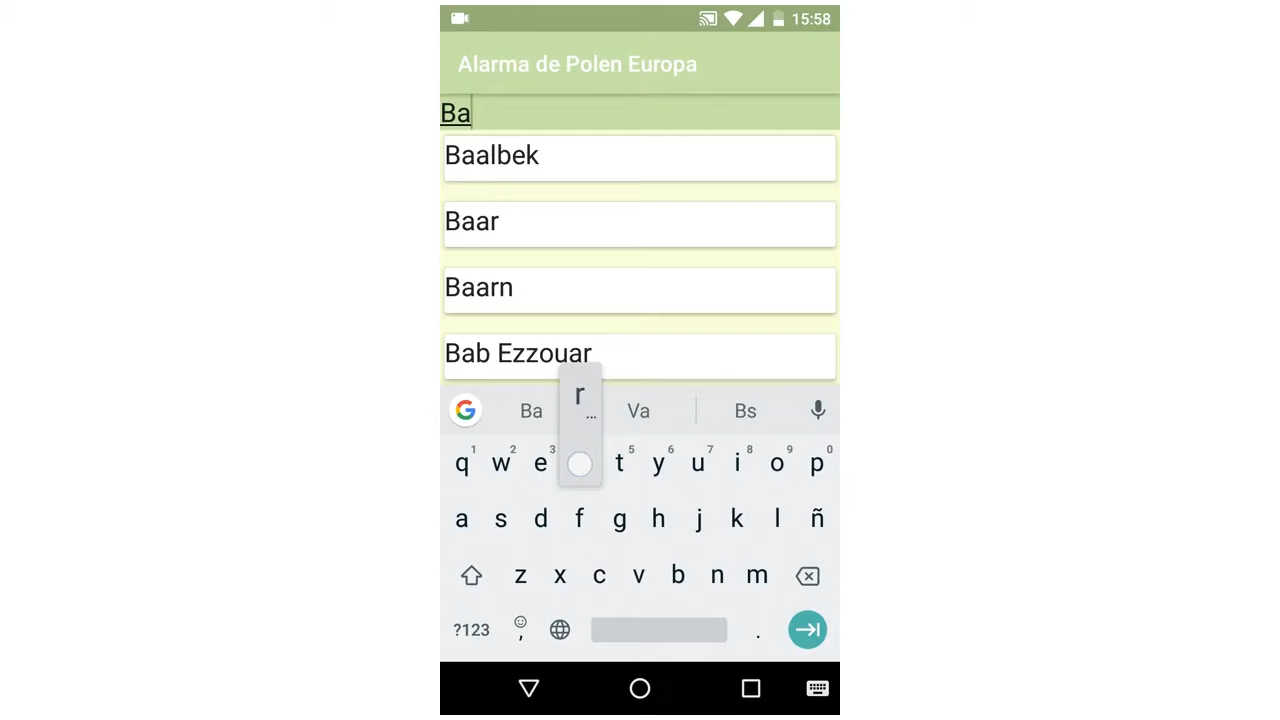 15:58
Alarma de Polen Europa
Ba
Baalbek
Baar
Baarn
Bab Ezzouar
r
...
Ba Va Bs
q 1 w 2 e 3 t 5 y 6 u 7 i 8 o 9 p 0
a s d f g h j k l ñ
z x c v b n m
?123 , .